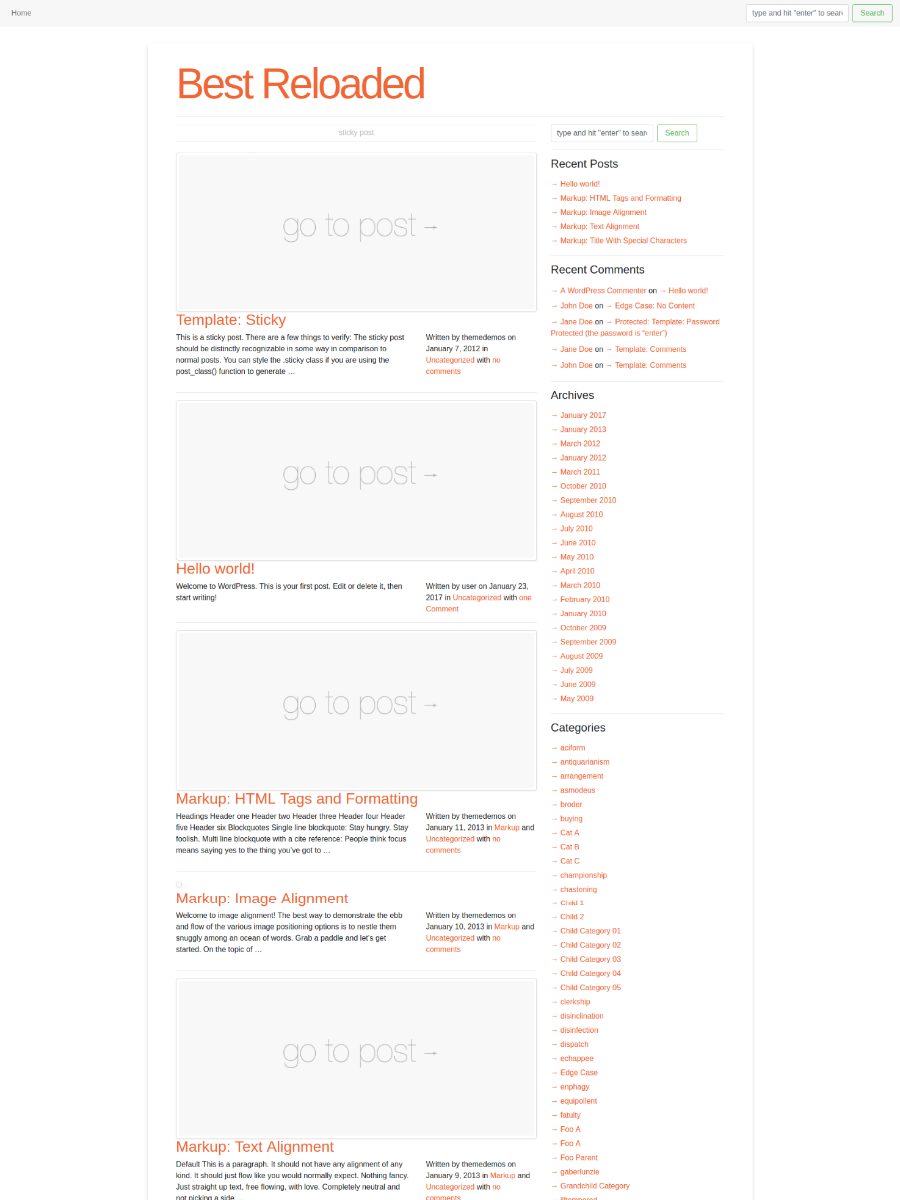 Home
type and hit "enter" to sear
Search
Best Reloaded
sticky post
go to post →
Template: Sticky
This is a sticky post. There are a few things to verify: The sticky post
should be distinctly recognizable in some way in comparison to
normal posts. You can style the .sticky class if you are using the
post_class() function to generate …
Written by themedemos on
January 7, 2012 in
Uncategorized with no
comments
go to post →
Hello world!
Welcome to WordPress. This is your first post. Edit or delete it, then
start writing!
Written by user on January 23,
2017 in Uncategorized with one
Comment
go to post →
Markup: HTML Tags and Formatting
Headings Header one Header two Header three Header four Header
five Header six Blockquotes Single line blockquote: Stay hungry. Stay
foolish. Multi line blockquote with a cite reference: People think focus
means saying yes to the thing you've got to …
Written by themedemos on
January 11, 2013 in Markup and
Uncategorized with no
comments
Markup: Image Alignment
Welcome to image alignment! The best way to demonstrate the ebb
and flow of the various image positioning options is to nestle them
snuggly among an ocean of words. Grab a paddle and let's get
started. On the topic of …
Written by themedemos on
January 10, 2013 in Markup and
Uncategorized with no
comments
go to post →
Markup: Text Alignment
Default This is a paragraph. It should not have any alignment of any
kind. It should just flow like you would normally expect. Nothing fancy.
Just straight up text, free flowing, with love. Completely neutral and
not picking a side …
Written by themedemos on
January 9, 2013 in Markup and
Uncategorized with no
comments
type and hit "enter" to sear
Search
Recent Posts
→ Hello world!
→ Markup: HTML Tags and Formatting
→ Markup: Image Alignment
→ Markup: Text Alignment
→ Markup: Title With Special Characters
Recent Comments
→ A WordPress Commenter on → Hello world!
→ John Doe on → Edge Case: No Content
→ Jane Doe on → Protected: Template: Password
Protected (the password is "enter")
→ Jane Doe on → Template: Comments
→ John Doe on → Template: Comments
Archives
→ January 2017
→ January 2013
→ March 2012
→ January 2012
→ March 2011
→ October 2010
→ September 2010
→ August 2010
→ July 2010
→ June 2010
→ May 2010
→ April 2010
→ March 2010
→ February 2010
→ January 2010
→ October 2009
→ September 2009
→ August 2009
→ July 2009
→ June 2009
→ May 2009
Categories
→ aciform
→ antiquarianism
→ arrangement
→ asmodeus
→ broder
→ buying
→ Cat A
→ Cat B
→ Cat C
→ championship
→ chastening
→ Child 1
→ Child 2
→ Child Category 01
→ Child Category 02
→ Child Category 03
→ Child Category 04
→ Child Category 05
→ clerkship
→ disinclination
→ disinfection
→ dispatch
→ echappee
→ Edge Case
→ enphagy
→ equipollent
→ fatuity
→ Foo A
→ Foo A
→ Foo Parent
→ gaberlunzie
→ Grandchild Category